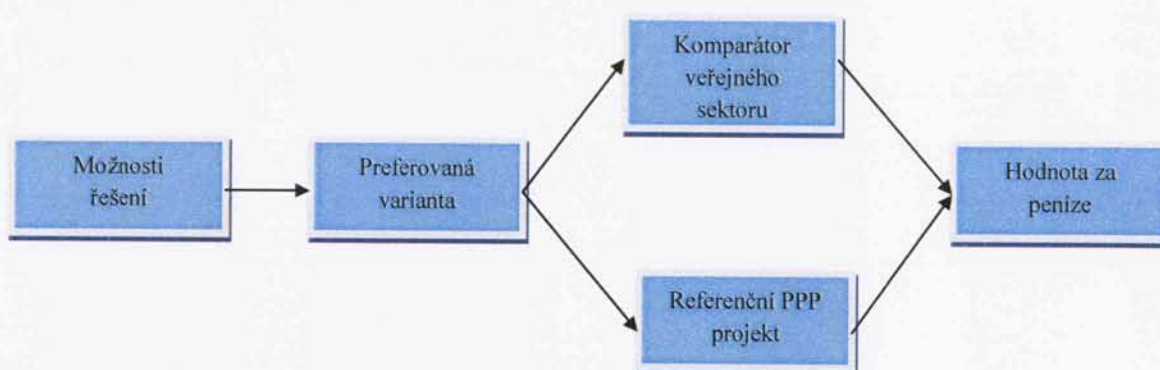 Možnosti
řešení
Preferovaná
varianta
Komparátor
veřejného
sektoru
Referenční PPP
projekt
Hodnota za
peníze